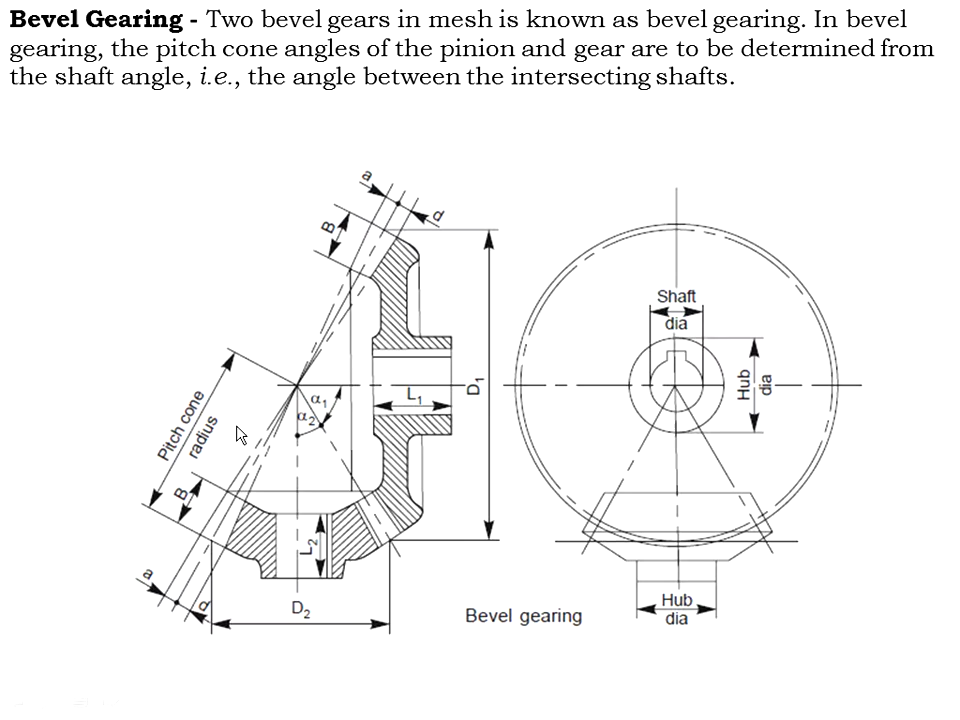 Bevel Gearing - Two bevel gears in mesh is known as bevel gearing. In bevel
gearing, the pitch cone angles of the pinion and gear are to be determined from
the shaft angle, i.e., the angle between the intersecting shafts.
a
d
B
Shaft
dia
Hub
dia
D1
L1
α1
α2
Pitch cone
radius
B
L2
a
d
D2
Hub
dia
Bevel gearing